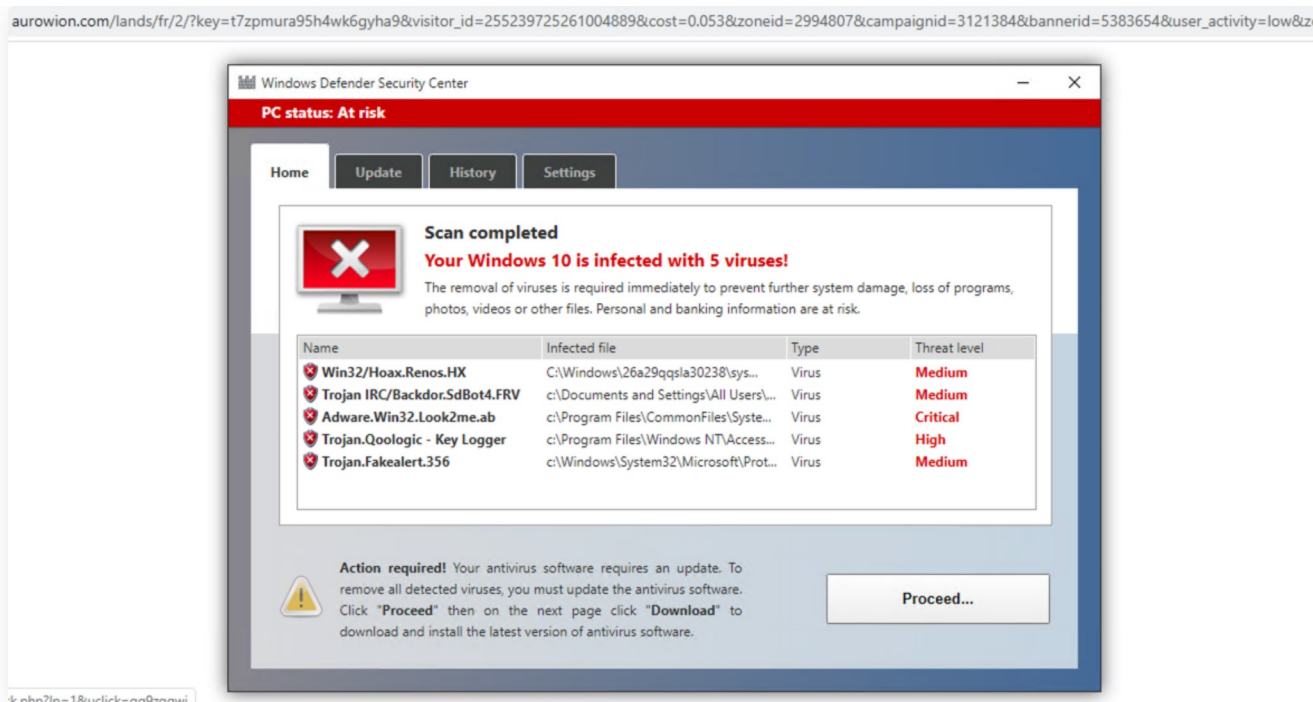 aurowion.com/lands/fr/2/?key=t7zpmura95h4wk6gyha9&visitor_id=255239725261004889&cost=0.053&zoneid=2994807&campaignid=3121384&bannerid=5383654&user_activity=low&z
Windows Defender Security Center
PC status: At risk
Home Update History Settings
Scan completed
Your Windows 10 is infected with 5 viruses!
The removal of viruses is required immediately to prevent further system damage, loss of programs,
photos, videos or other files. Personal and banking information are at risk.
Name Infected file Type Threat level
Win32/Hoax.Renos.HX C:\Windows\26a29qqsla30238\sys... Virus Medium
Trojan IRC/Backdor.SdBot4.FRV c:\Documents and Settings\All Users\... Virus Medium
Adware.Win32.Look2me.ab c:\Program Files\CommonFiles\Syste... Virus Critical
Trojan.Qoologic - Key Logger c:\Program Files\Windows NT\Access... Virus High
Trojan.Fakealert.356 c:\Windows\System32\Microsoft\Prot... Virus Medium
Action required! Your antivirus software requires an update. To
remove all detected viruses, you must update the antivirus software.
Click "Proceed" then on the next page click "Download" to
download and install the latest version of antivirus software.
Proceed...